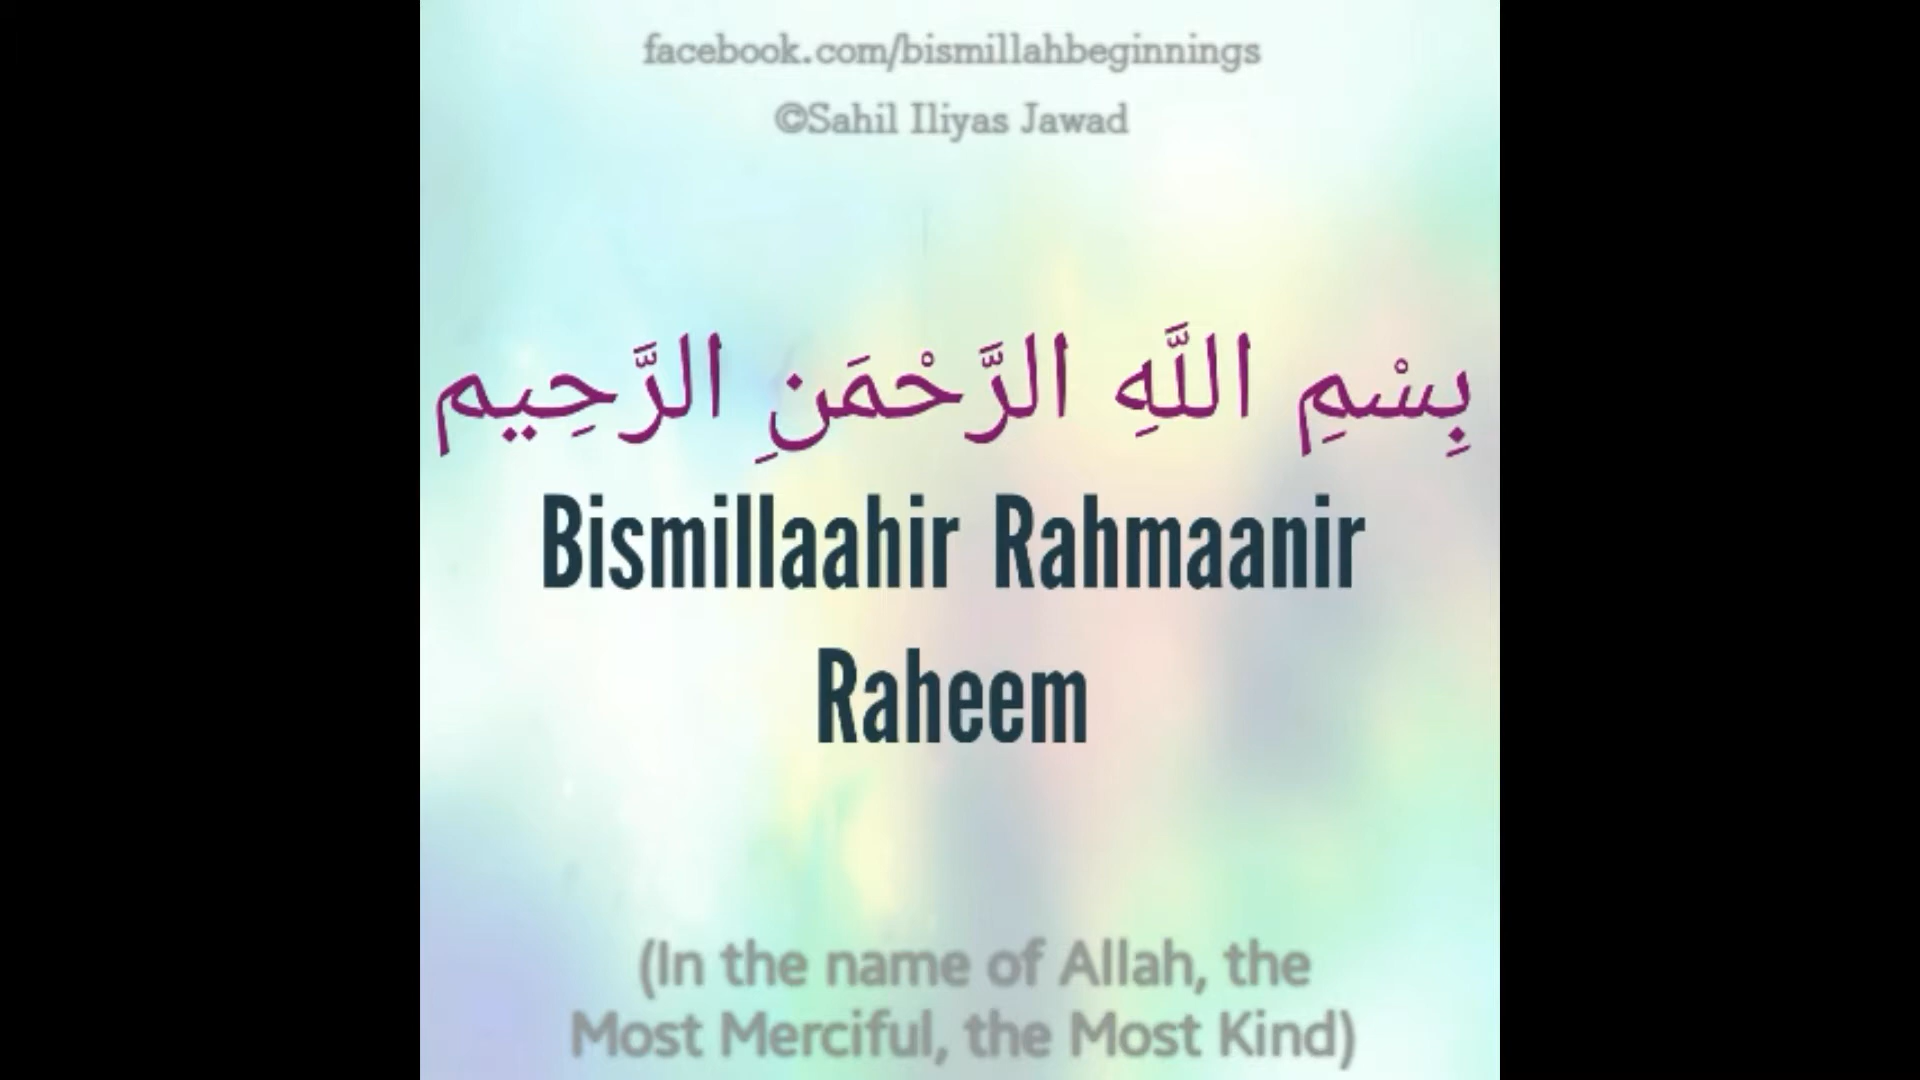 facebook.com/bismillahbeginnings
©Sahil Iliyas Jawad
بِسْمِ اللَّهِ الرَّحْمَنِ الرَّحِيم
Bismillaahir Rahmaanir
Raheem
(In the name of Allah, the
Most Merciful, the Most Kind)